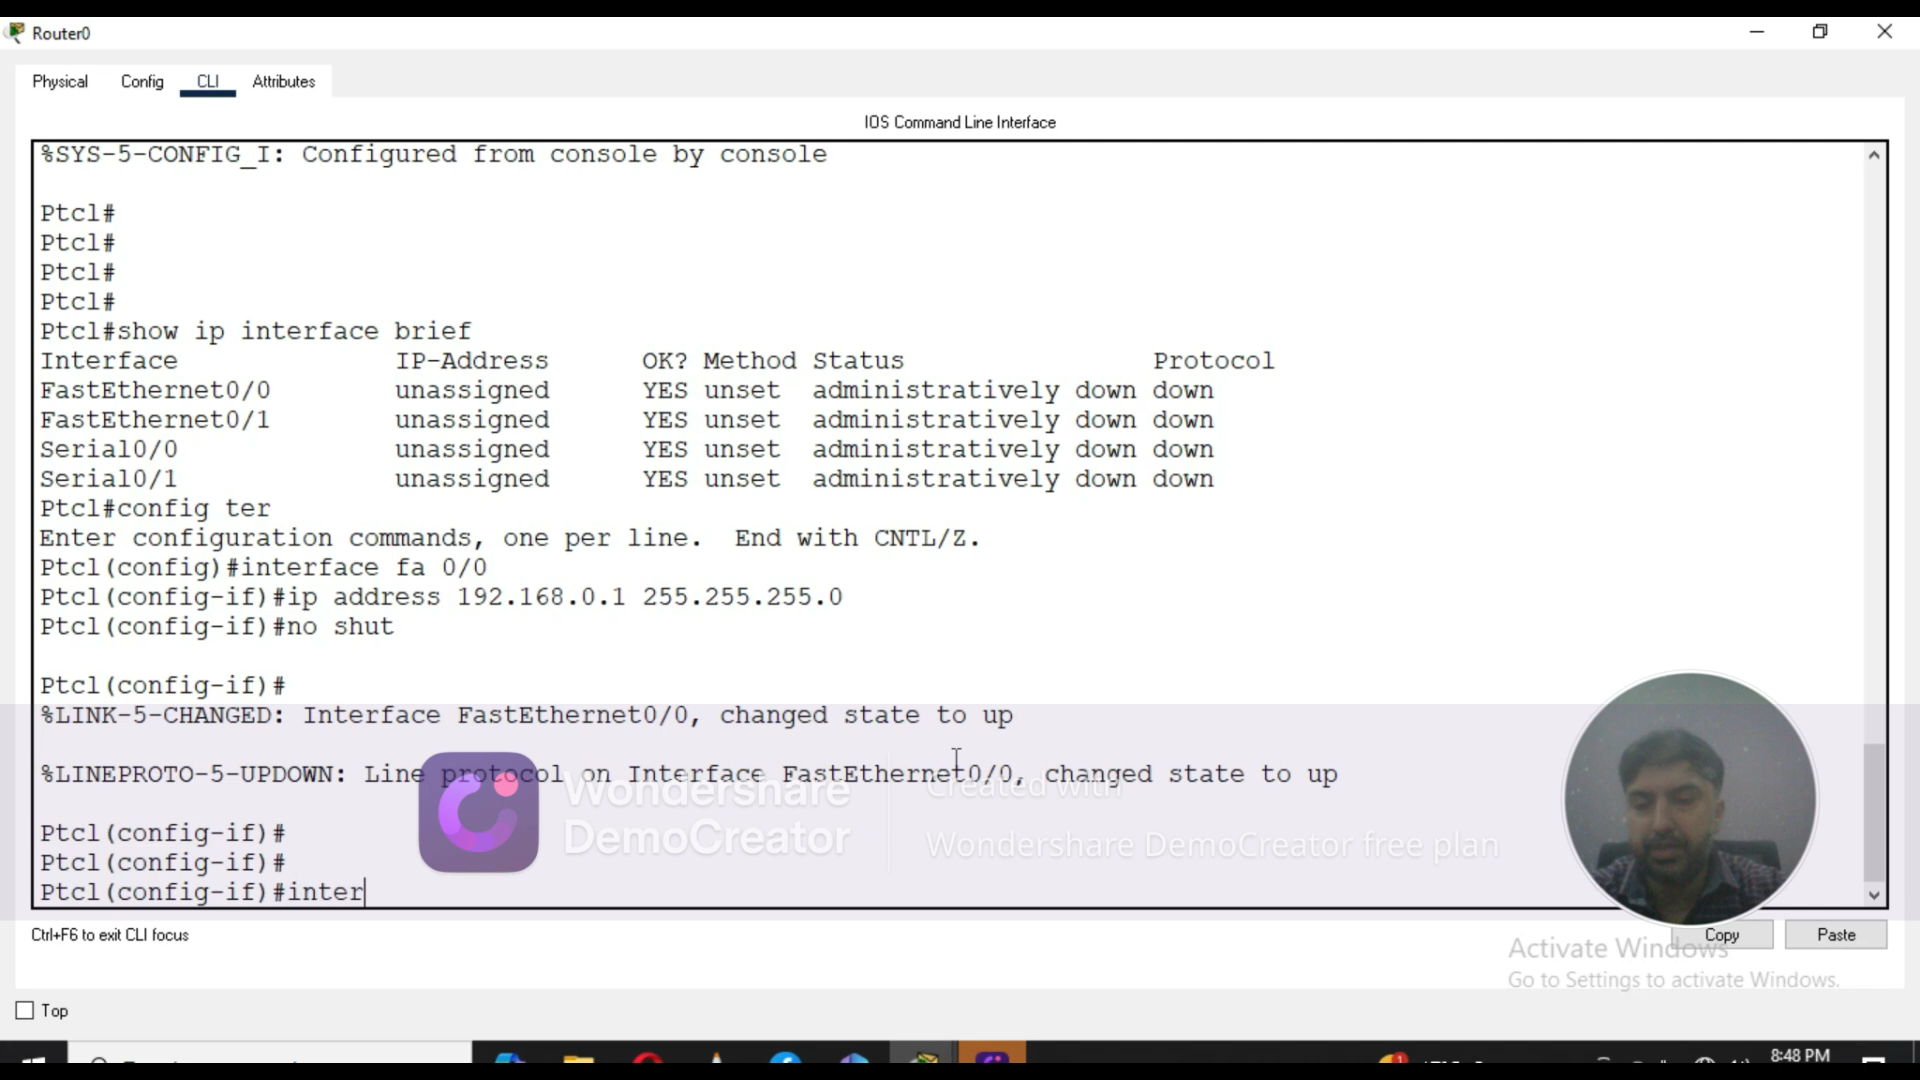 Router0
Physical Config CLI Attributes
IOS Command Line Interface
%SYS-5-CONFIG_I: Configured from console by console
Ptcl#
Ptcl#
Ptcl#
Ptcl#
Ptcl#show ip interface brief
Interface IP-Address OK? Method Status Protocol
FastEthernet0/0 unassigned YES unset administratively down down
FastEthernet0/1 unassigned YES unset administratively down down
Serial0/0 unassigned YES unset administratively down down
Serial0/1 unassigned YES unset administratively down down
Ptcl#config ter
Enter configuration commands, one per line. End with CNTL/Z.
Ptcl(config)#interface fa 0/0
Ptcl(config-if)#ip address 192.168.0.1 255.255.255.0
Ptcl(config-if)#no shut
Ptcl(config-if)#
%LINK-5-CHANGED: Interface FastEthernet0/0, changed state to up
%LINEPROTO-5-UPDOWN: Line protocol on Interface FastEthernet0/0, changed state to up
Wondershare
DemoCreator
Created with
Wondershare DemoCreator free plan
Ptcl(config-if)#
Ptcl(config-if)#
Ptcl(config-if)#inter
Ctrl+F6 to exit CLI focus
Copy Paste
Activate Windows
Go to Settings to activate Windows.
Top
8:48 PM